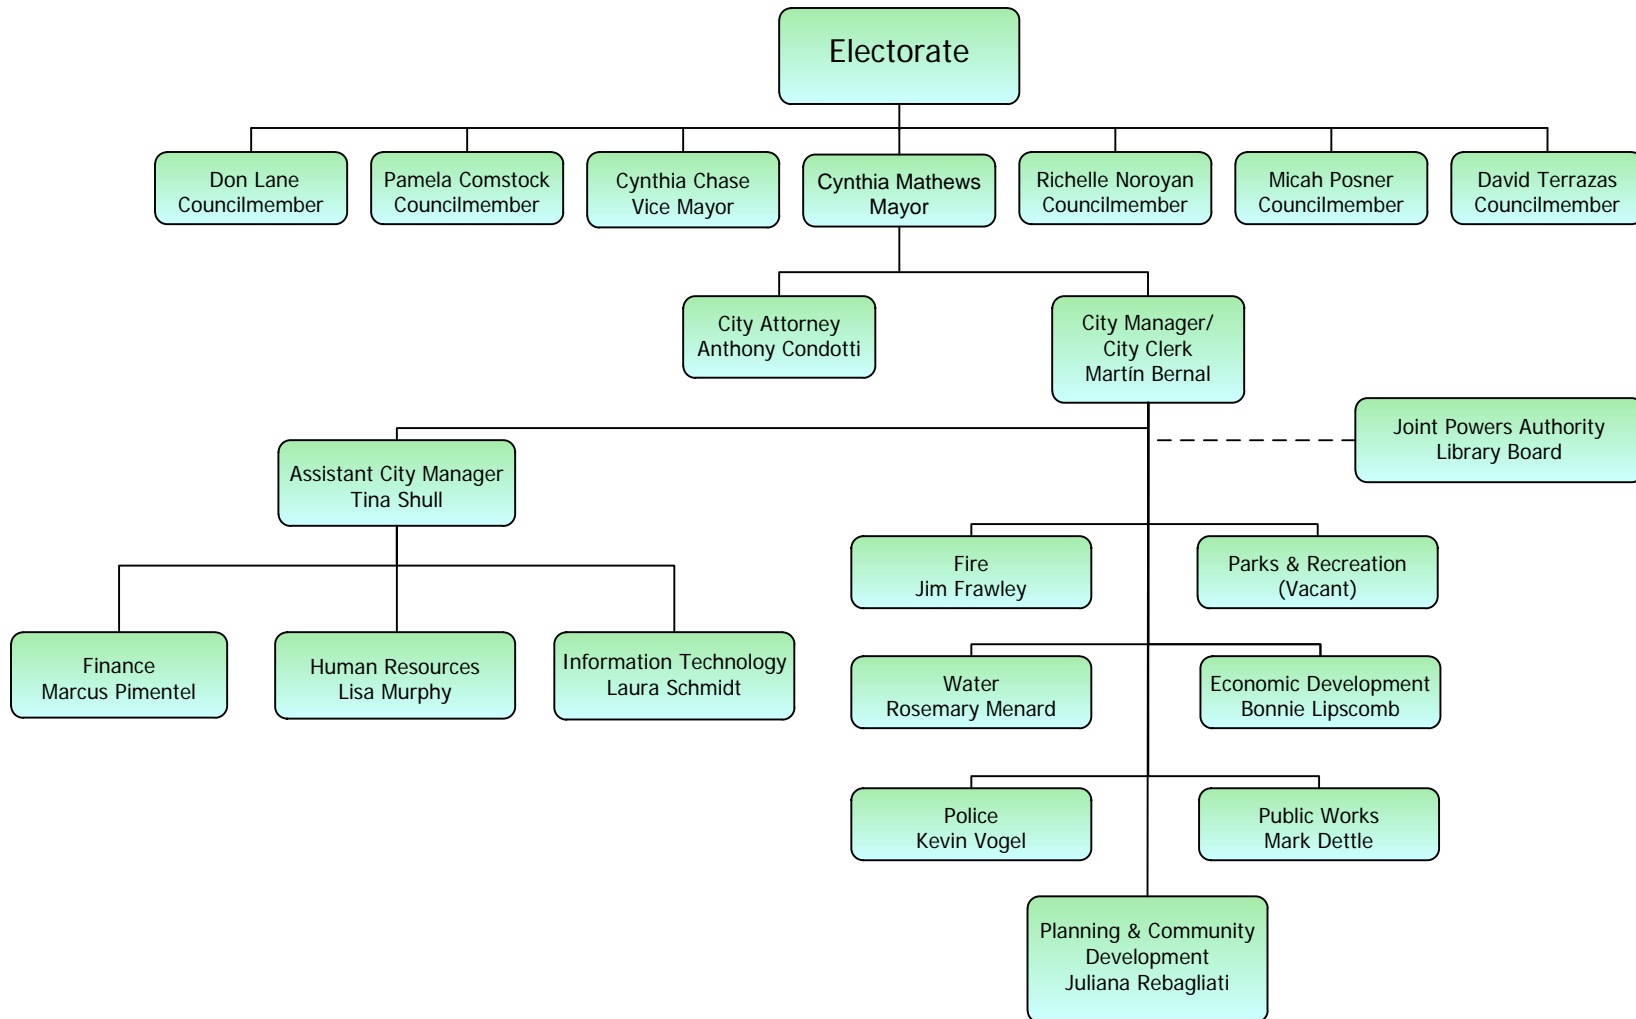 Electorate
Don Lane
Councilmember
Pamela Comstock
Councilmember
Cynthia Chase
Vice Mayor
Cynthia Mathews
Mayor
Richelle Noroyan
Councilmember
Micah Posner
Councilmember
David Terrazas
Councilmember
City Attorney
Anthony Condotti
City Manager/
City Clerk
Martín Bernal
Joint Powers Authority
Library Board
Assistant City Manager
Tina Shull
Fire
Jim Frawley
Parks & Recreation
(Vacant)
Finance
Marcus Pimentel
Human Resources
Lisa Murphy
Information Technology
Laura Schmidt
Water
Rosemary Menard
Economic Development
Bonnie Lipscomb
Police
Kevin Vogel
Public Works
Mark Dettle
Planning & Community
Development
Juliana Rebagliati